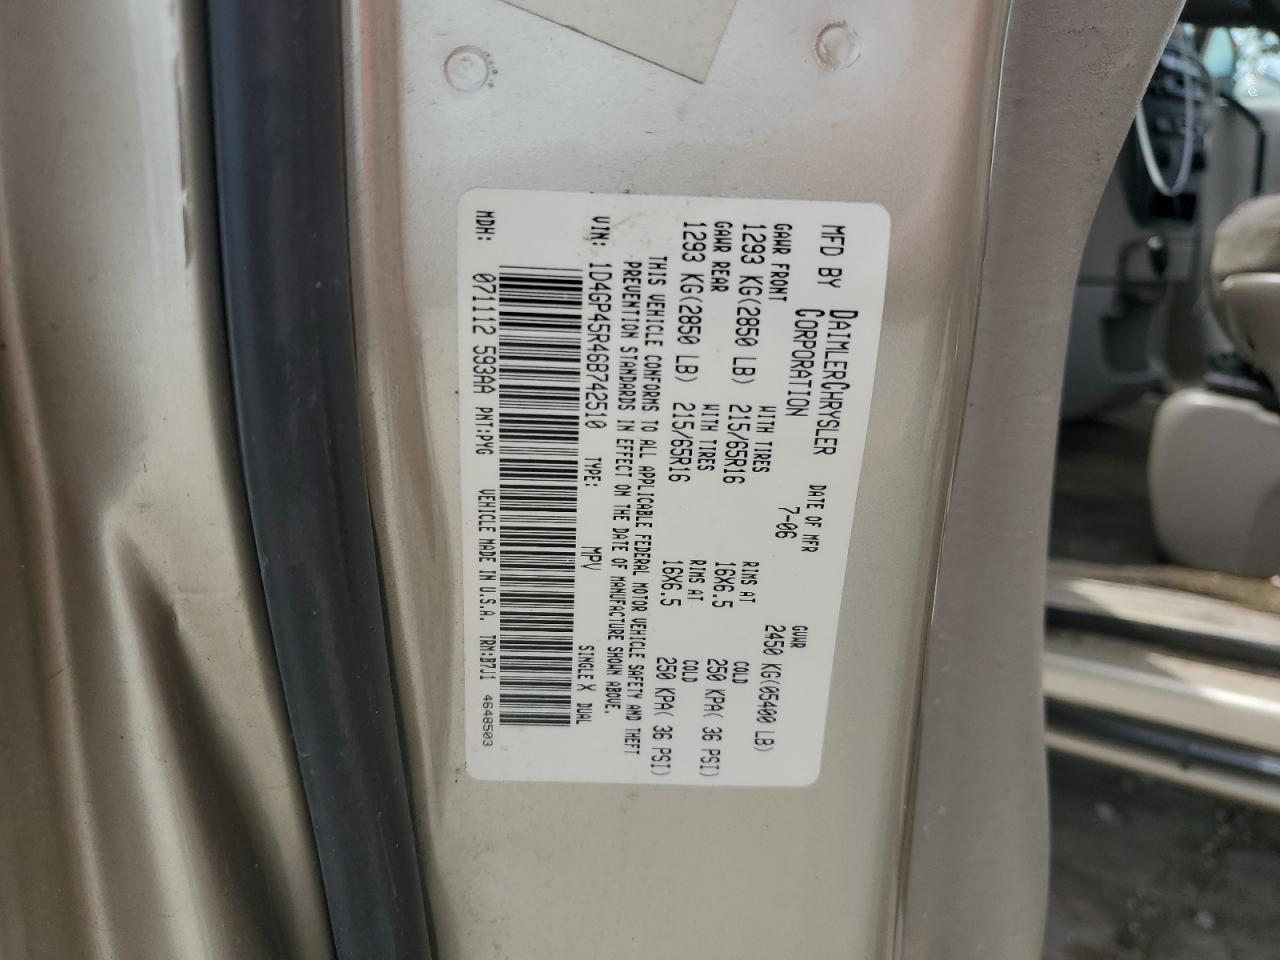 MFD BY DAIMLERCHRYSLER CORPORATION
DATE OF MFR 7-06
GVWR 2450 KG(05400 LB)
GAWR FRONT WITH TIRES RIMS AT COLD
1293 KG(2850 LB) 215/65R16 16X6.5 250 KPA( 36 PSI)
GAWR REAR WITH TIRES RIMS AT COLD
1293 KG(2850 LB) 215/65R16 16X6.5 250 KPA( 36 PSI)
THIS VEHICLE CONFORMS TO ALL APPLICABLE FEDERAL MOTOR VEHICLE SAFETY AND THEFT
PREVENTION STANDARDS IN EFFECT ON THE DATE OF MANUFACTURE SHOWN ABOVE.
VIN: 1D4GP45R46B742510 TYPE: MPV SINGLE X DUAL
MDH: 071112 593AA PNT:PYG VEHICLE MADE IN U.S.A. TRM:B7J1 4648503